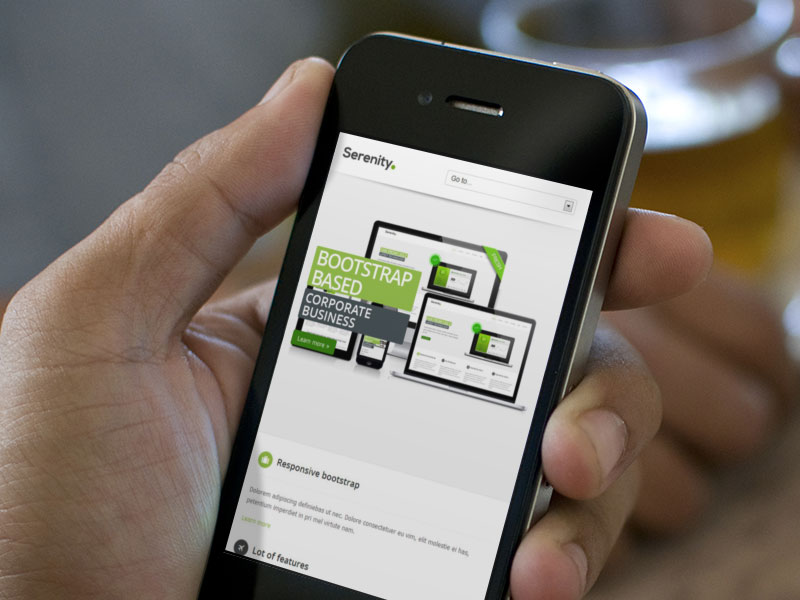 Serenity.
Go to...
BOOTSTRAP
BASED
CORPORATE
BUSINESS
Learn more »
Responsive bootstrap
Dolorem adipiscing definiebas ut nec. Dolore consectetuer eu vim, elit molestie ei has,
petentium imperdiet in pri mel virtute nam.
Learn more
Lot of features